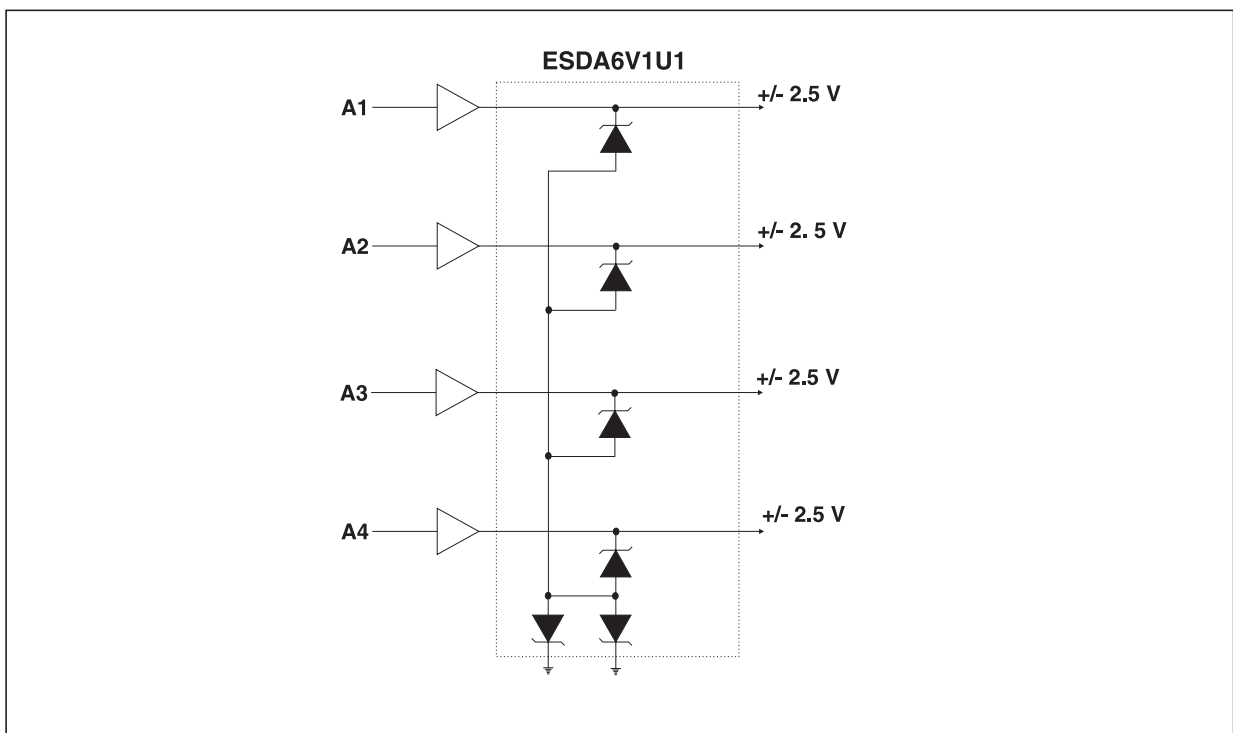 ESDA6V1U1
A1
+/- 2.5 V
A2
+/- 2. 5 V
A3
+/- 2.5 V
A4
+/- 2.5 V